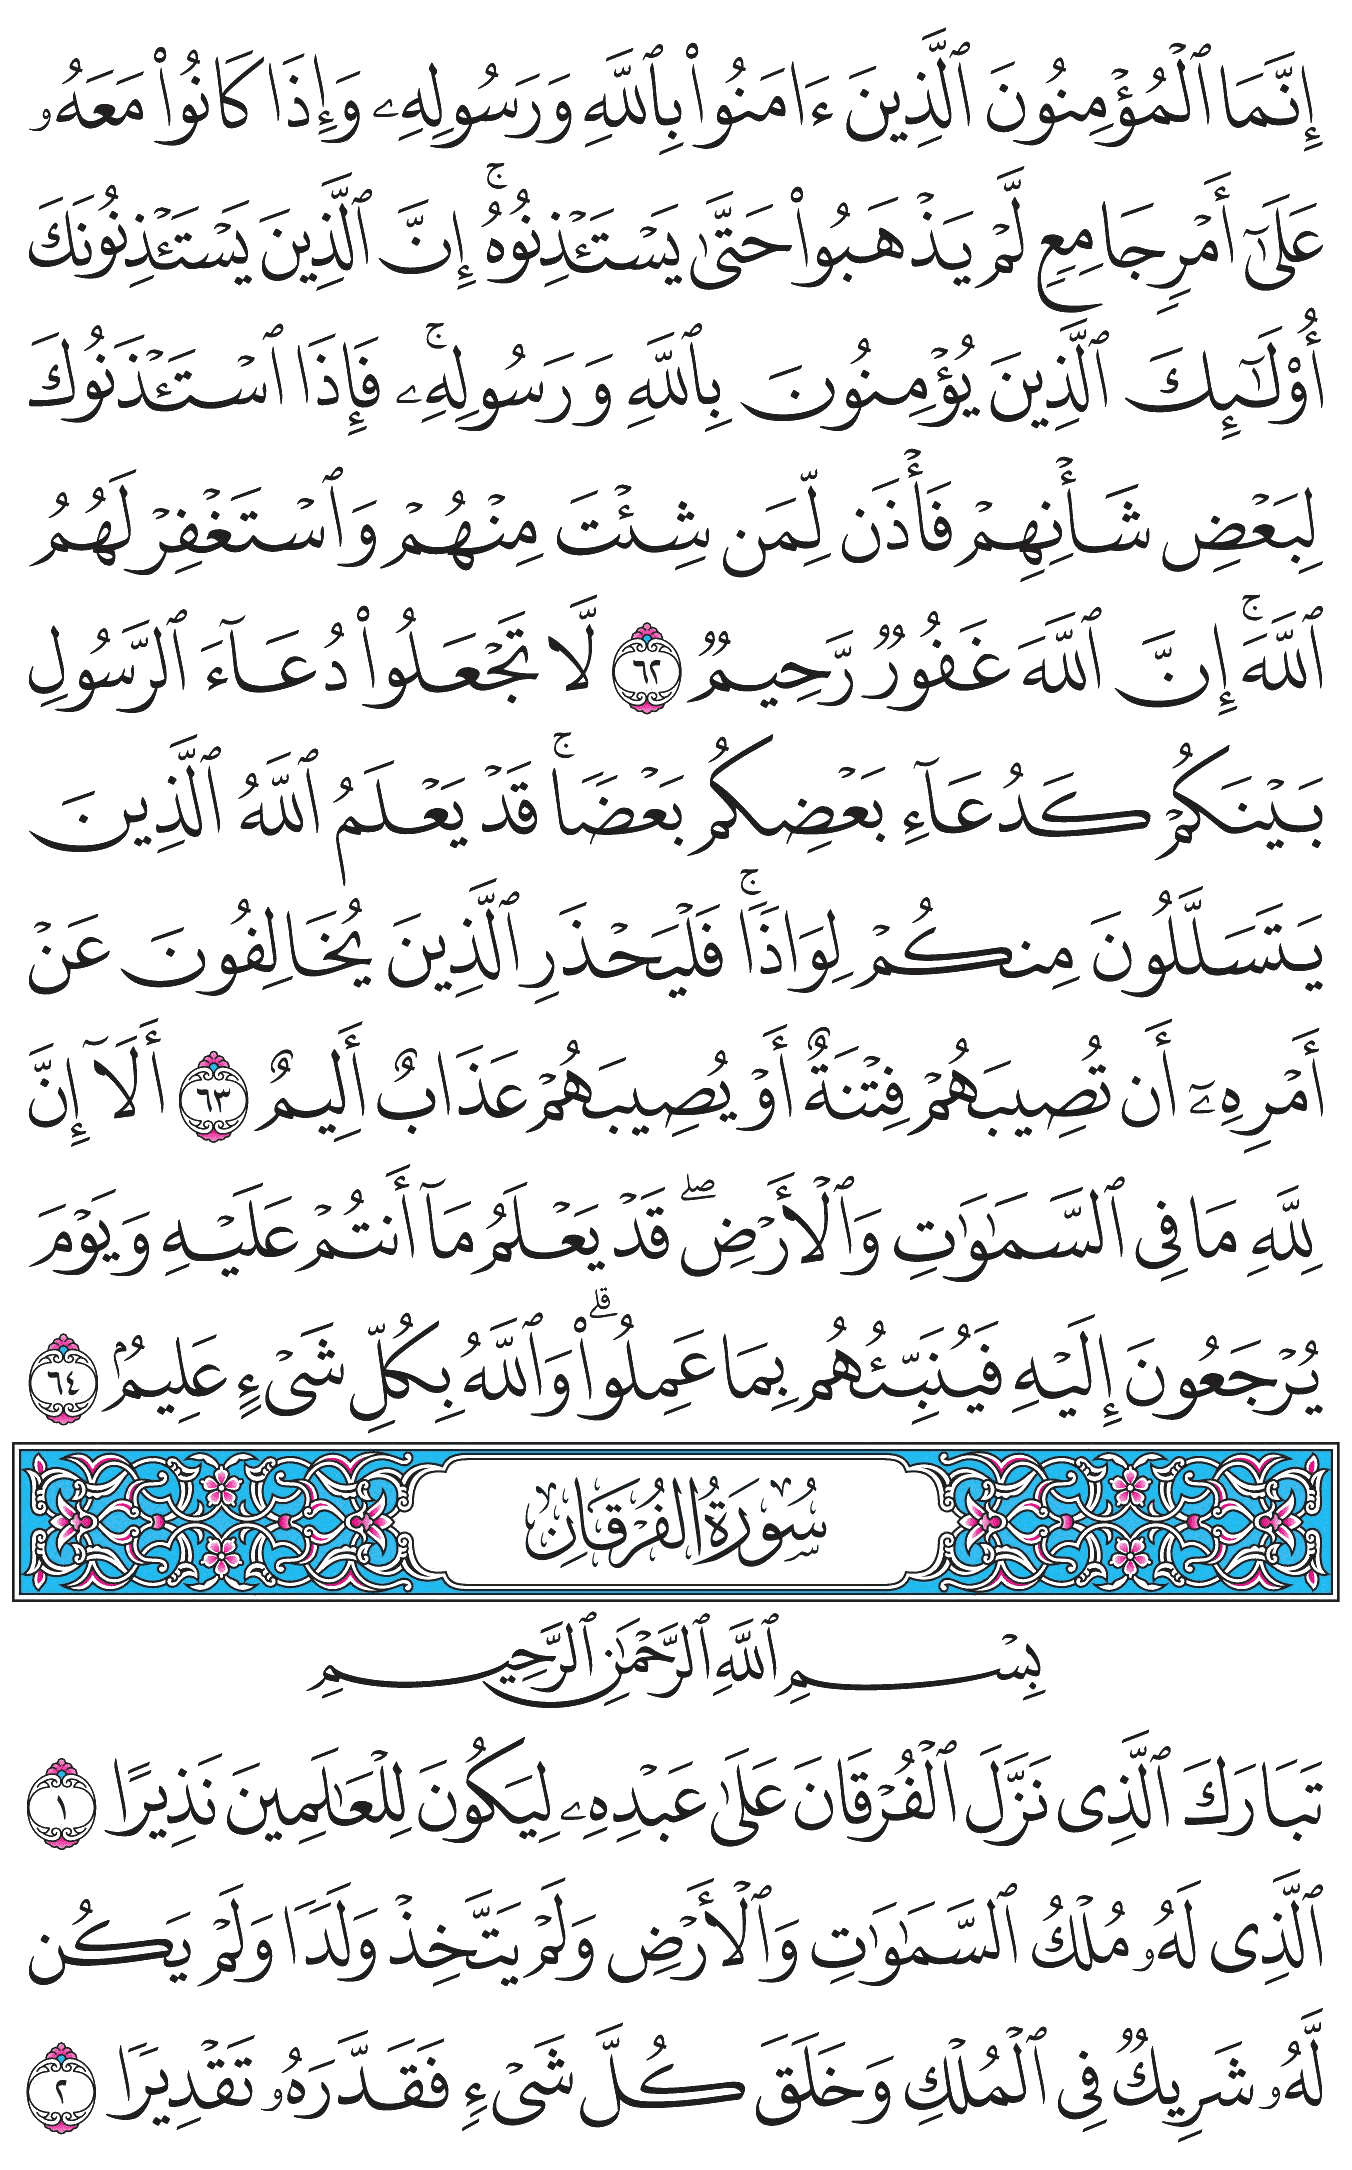 إِنَّمَا ٱلْمُؤْمِنُونَ ٱلَّذِينَ ءَامَنُوا۟ بِٱللَّهِ وَرَسُولِهِۦ وَإِذَا كَانُوا۟ مَعَهُۥ
عَلَىٰٓ أَمْرٍ جَامِعٍ لَّمْ يَذْهَبُوا۟ حَتَّىٰ يَسْتَـْٔذِنُوهُ ۚ إِنَّ ٱلَّذِينَ يَسْتَـْٔذِنُونَكَ
أُو۟لَـٰٓئِكَ ٱلَّذِينَ يُؤْمِنُونَ بِٱللَّهِ وَرَسُولِهِۦ ۚ فَإِذَا ٱسْتَـْٔذَنُوكَ
لِبَعْضِ شَأْنِهِمْ فَأْذَن لِّمَن شِئْتَ مِنْهُمْ وَٱسْتَغْفِرْ لَهُمُ
ٱللَّهَ ۚ إِنَّ ٱللَّهَ غَفُورٌ رَّحِيمٌ ٦٢ لَّا تَجْعَلُوا۟ دُعَآءَ ٱلرَّسُولِ
بَيْنَكُمْ كَدُعَآءِ بَعْضِكُم بَعْضًا ۚ قَدْ يَعْلَمُ ٱللَّهُ ٱلَّذِينَ
يَتَسَلَّلُونَ مِنكُمْ لِوَاذًا ۚ فَلْيَحْذَرِ ٱلَّذِينَ يُخَالِفُونَ عَنْ
أَمْرِهِۦٓ أَن تُصِيبَهُمْ فِتْنَةٌ أَوْ يُصِيبَهُمْ عَذَابٌ أَلِيمٌ ٦٣ أَلَآ إِنَّ
لِلَّهِ مَا فِى ٱلسَّمَـٰوَٰتِ وَٱلْأَرْضِ ۖ قَدْ يَعْلَمُ مَآ أَنتُمْ عَلَيْهِ وَيَوْمَ
يُرْجَعُونَ إِلَيْهِ فَيُنَبِّئُهُم بِمَا عَمِلُوا۟ ۗ وَٱللَّهُ بِكُلِّ شَىْءٍ عَلِيمٌۢ ٦٤
سُورَةُ الفُرْقَانِ
بِسْمِ ٱللَّهِ ٱلرَّحْمَـٰنِ ٱلرَّحِيمِ
تَبَارَكَ ٱلَّذِى نَزَّلَ ٱلْفُرْقَانَ عَلَىٰ عَبْدِهِۦ لِيَكُونَ لِلْعَـٰلَمِينَ نَذِيرًا ١
ٱلَّذِى لَهُۥ مُلْكُ ٱلسَّمَـٰوَٰتِ وَٱلْأَرْضِ وَلَمْ يَتَّخِذْ وَلَدًا وَلَمْ يَكُن
لَّهُۥ شَرِيكٌ فِى ٱلْمُلْكِ وَخَلَقَ كُلَّ شَىْءٍ فَقَدَّرَهُۥ تَقْدِيرًا ٢